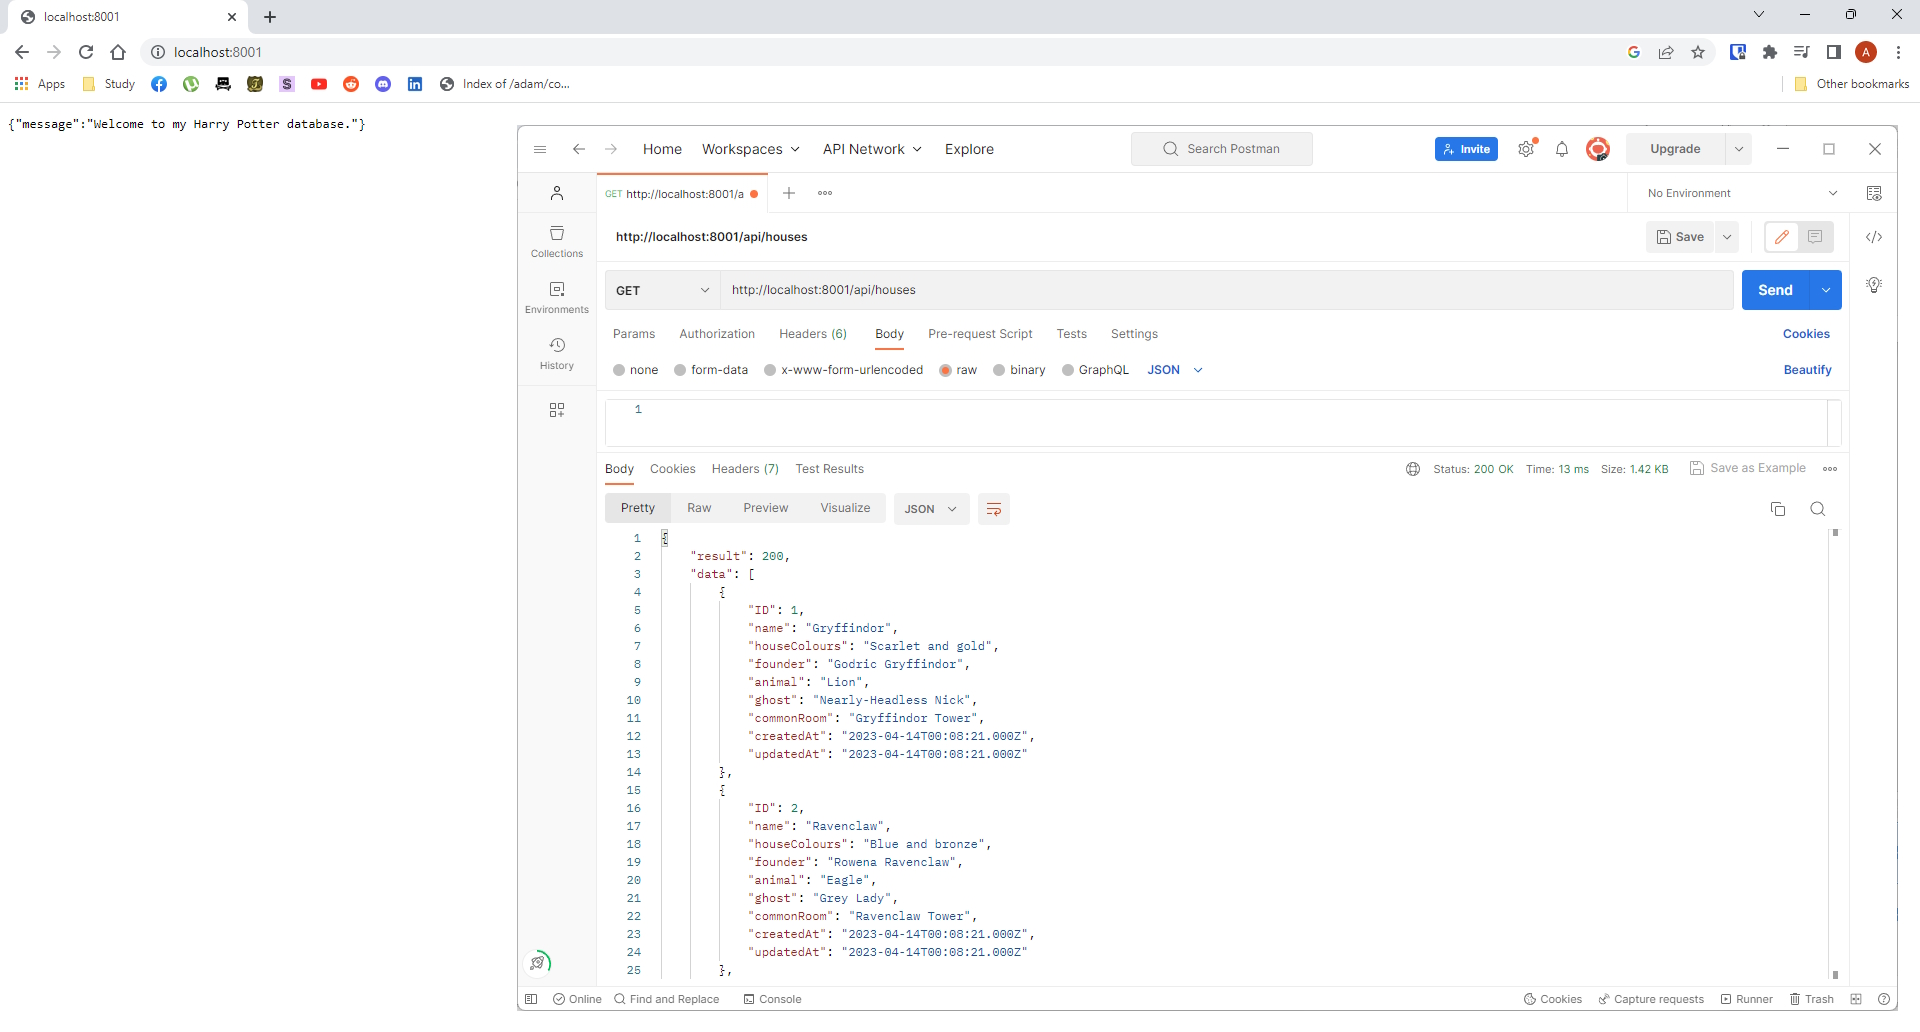 localhost:8001
localhost:8001
A
Apps
Study
S
Index of /adam/co...
Other bookmarks
{"message":"Welcome to my Harry Potter database."}
Home
Workspaces
API Network
Explore
Search Postman
Invite
Upgrade
GET http://localhost:8001/a
No Environment
http://localhost:8001/api/houses
Save
Collections
Environments
History
GET
http://localhost:8001/api/houses
Send
Params
Authorization
Headers (6)
Body
Pre-request Script
Tests
Settings
Cookies
none
form-data
x-www-form-urlencoded
raw
binary
GraphQL
JSON
Beautify
1
Body
Cookies
Headers (7)
Test Results
Status: 200 OK
Time: 13 ms
Size: 1.42 KB
Save as Example
Pretty
Raw
Preview
Visualize
JSON
1 {
2 "result": 200,
3 "data": [
4 {
5 "ID": 1,
6 "name": "Gryffindor",
7 "houseColours": "Scarlet and gold",
8 "founder": "Godric Gryffindor",
9 "animal": "Lion",
10 "ghost": "Nearly-Headless Nick",
11 "commonRoom": "Gryffindor Tower",
12 "createdAt": "2023-04-14T00:08:21.000Z",
13 "updatedAt": "2023-04-14T00:08:21.000Z"
14 },
15 {
16 "ID": 2,
17 "name": "Ravenclaw",
18 "houseColours": "Blue and bronze",
19 "founder": "Rowena Ravenclaw",
20 "animal": "Eagle",
21 "ghost": "Grey Lady",
22 "commonRoom": "Ravenclaw Tower",
23 "createdAt": "2023-04-14T00:08:21.000Z",
24 "updatedAt": "2023-04-14T00:08:21.000Z"
25 },
Online
Find and Replace
Console
Cookies
Capture requests
Runner
Trash